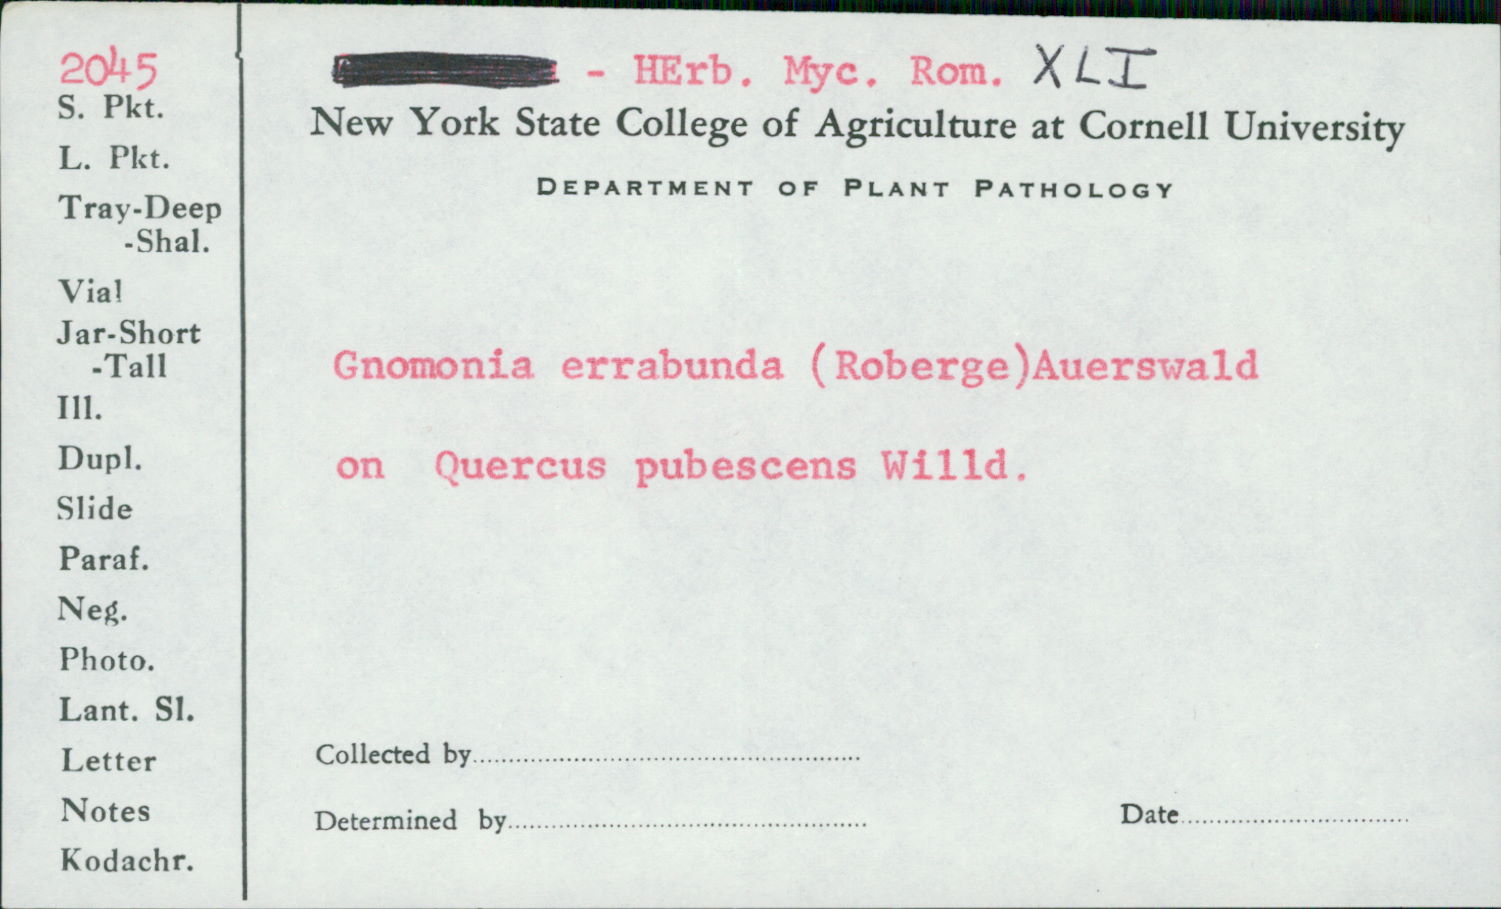 2045
S. Pkt.
L. Pkt.
Tray-Deep
-Shal.
Vial
Jar-Short
-Tall
Ill.
Dupl.
Slide
Paraf.
Neg.
Photo.
Lant. Sl.
Letter
Notes
Kodachr.
- HErb. Myc. Rom. XLI
New York State College of Agriculture at Cornell University
DEPARTMENT OF PLANT PATHOLOGY
Gnomonia errabunda (Roberge)Auerswald
on Quercus pubescens Willd.
Collected by
Determined by
Date